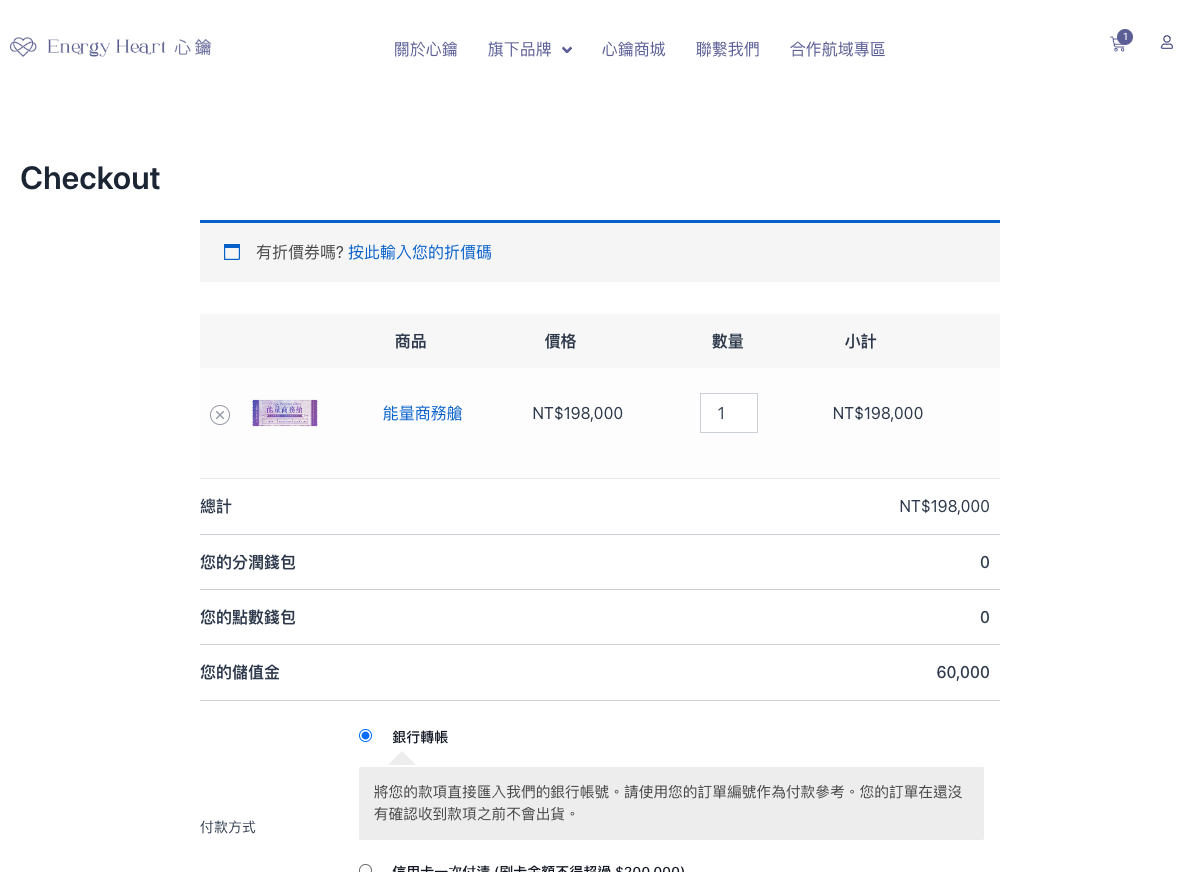 Energy Heart 心鑰
關於心鑰 旗下品牌 心鑰商城 聯繫我們 合作航域專區
1
Checkout
有折價券嗎? 按此輸入您的折價碼
商品 價格 數量 小計
能量商務艙
能量商務艙 NT$198,000 1 NT$198,000
總計 NT$198,000
您的分潤錢包 0
您的點數錢包 0
您的儲值金 60,000
銀行轉帳
將您的款項直接匯入我們的銀行帳號。請使用您的訂單編號作為付款參考。您的訂單在還沒
有確認收到款項之前不會出貨。
付款方式
信用卡一次付清 (刷卡金額不得超過 $200,000)